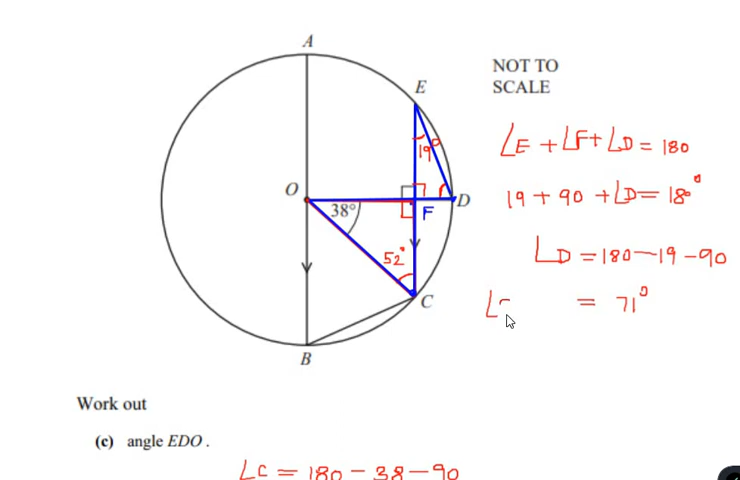 A
NOT TO
SCALE
E
∠E + ∠F + ∠D = 180
19°
O
D
19 + 90 + ∠D = 180°
38°
F
∠D = 180 - 19 - 90
52°
C
= 71°
B
Work out
(c) angle EDO.
∠C = 180 - 38 - 90